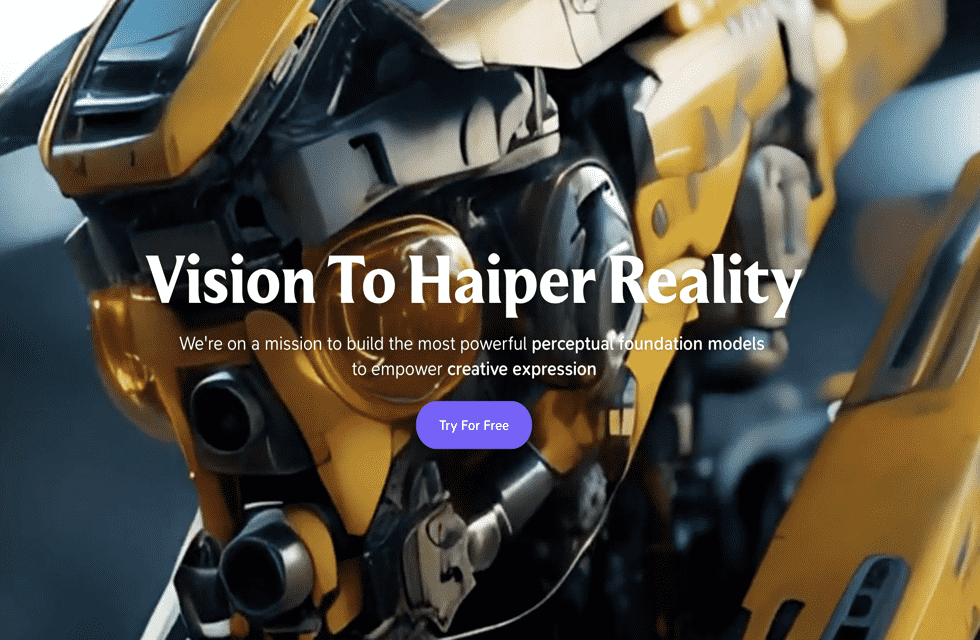 Vision To Haiper Reality
We're on a mission to build the most powerful perceptual foundation models
to empower creative expression
Try For Free